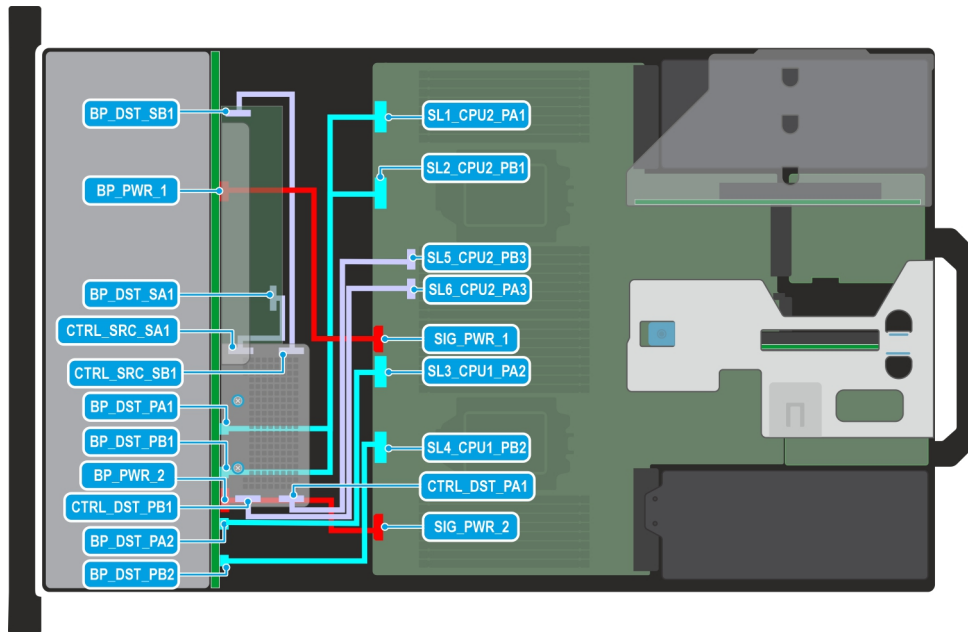 BP_DST_SB1
BP_PWR_1
BP_DST_SA1
CTRL_SRC_SA1
CTRL_SRC_SB1
BP_DST_PA1
BP_DST_PB1
BP_PWR_2
CTRL_DST_PB1
BP_DST_PA2
BP_DST_PB2
SL1_CPU2_PA1
SL2_CPU2_PB1
SL5_CPU2_PB3
SL6_CPU2_PA3
SIG_PWR_1
SL3_CPU1_PA2
SL4_CPU1_PB2
CTRL_DST_PA1
SIG_PWR_2